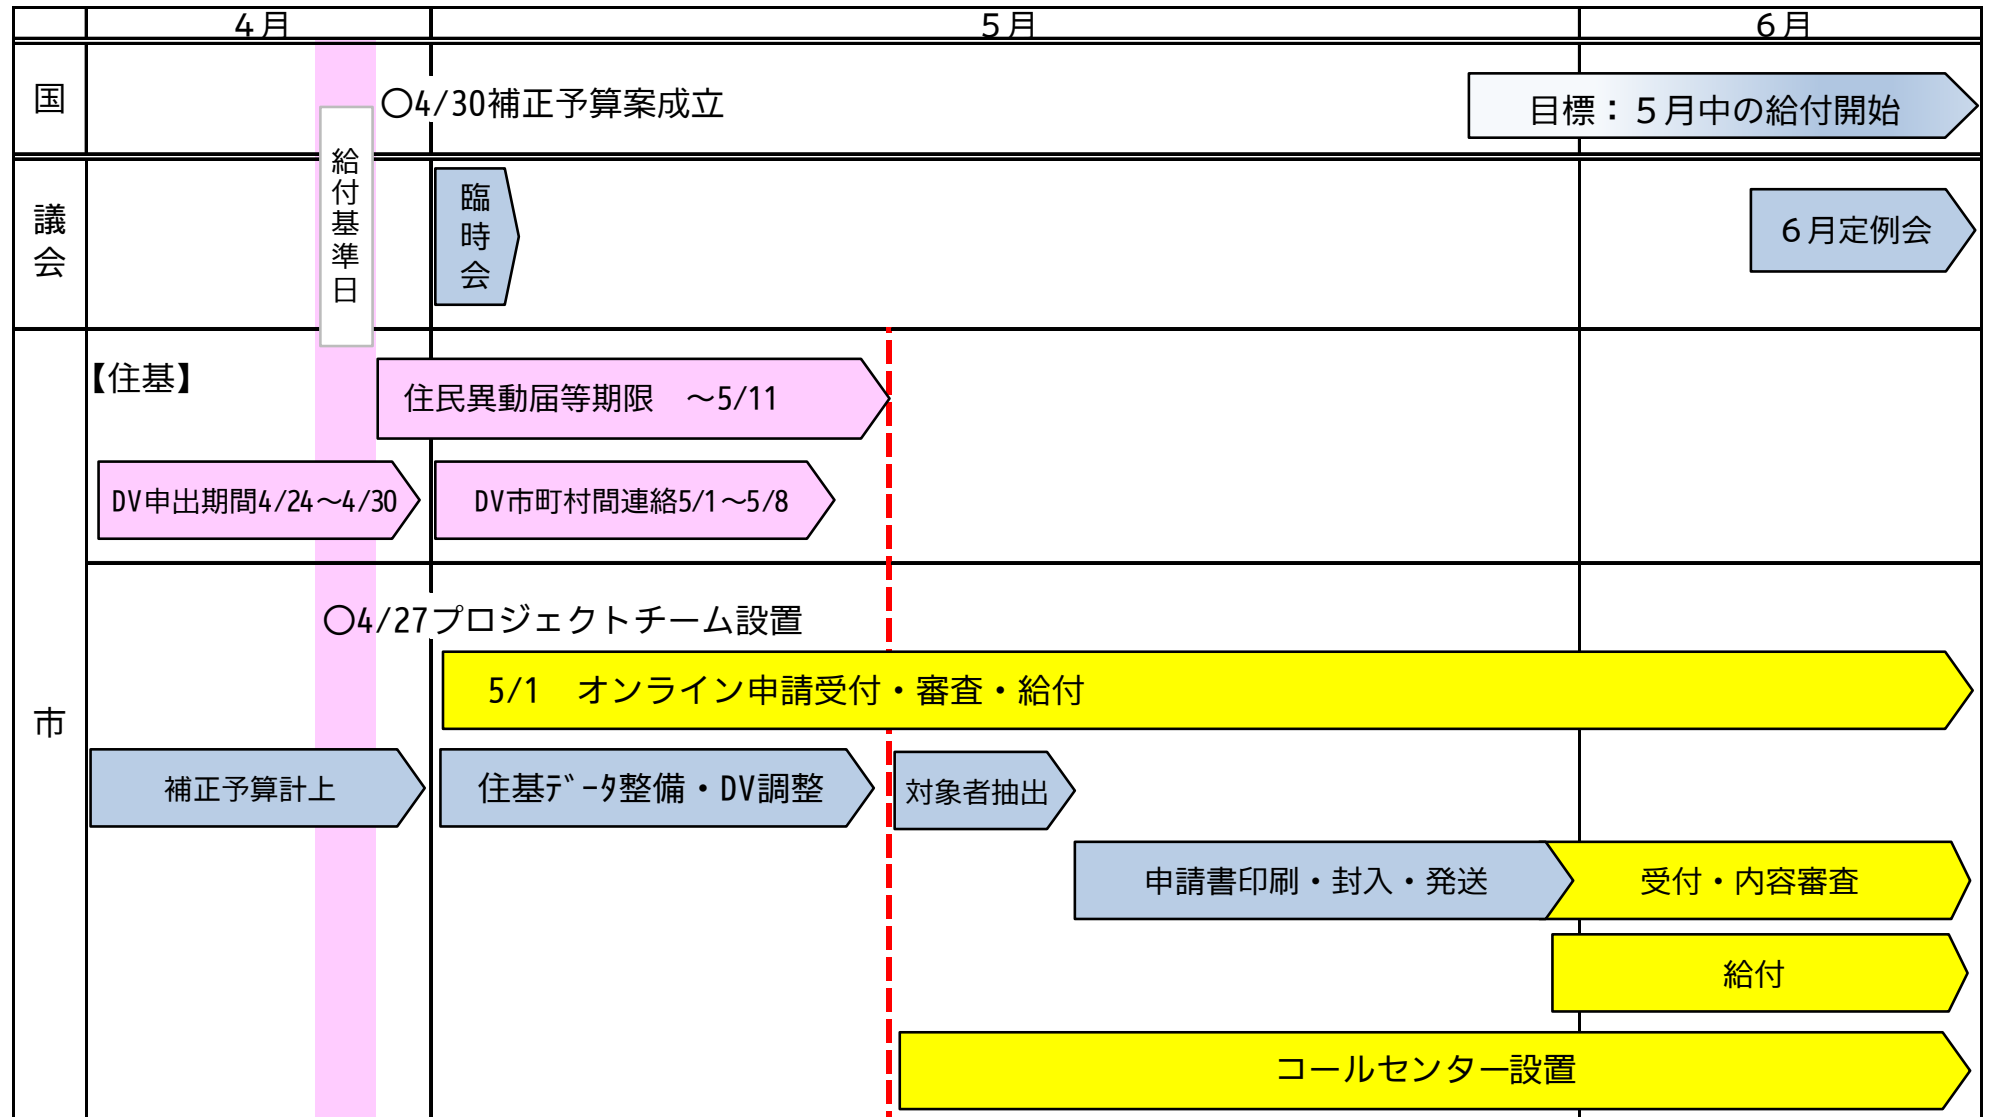 ４月
５月
６月
国
〇4/30補正予算案成立
目標：５月中の給付開始
給付基準日
議会
臨時会
６月定例会
市
【住基】
住民異動届等期限　～5/11
DV申出期間4/24～4/30
DV市町村間連絡5/1～5/8
〇4/27プロジェクトチーム設置
5/1　オンライン申請受付・審査・給付
補正予算計上
住基ﾃﾞｰﾀ整備・DV調整
対象者抽出
申請書印刷・封入・発送
受付・内容審査
給付
コールセンター設置